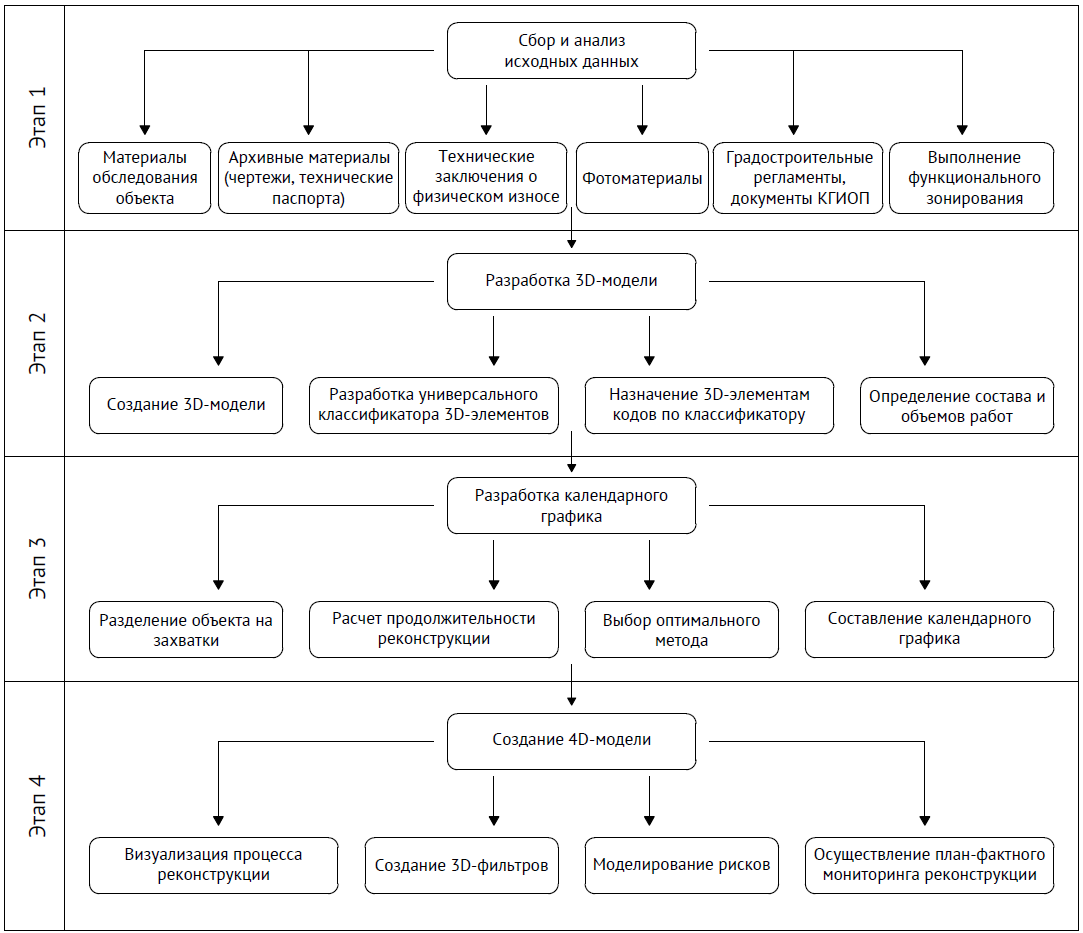 Этап 1
Сбор и анализ
исходных данных
Материалы
обследования
объекта
Архивные материалы
(чертежи, технические
паспорта)
Технические
заключения о
физическом износе
Фотоматериалы
Градостроительные
регламенты,
документы КГИОП
Выполнение
функционального
зонирования
Этап 2
Разработка 3D-модели
Создание 3D-модели
Разработка универсального
классификатора 3D-элементов
Назначение 3D-элементам
кодов по классификатору
Определение состава и
объемов работ
Этап 3
Разработка календарного
графика
Разделение объекта на
захватки
Расчет продолжительности
реконструкции
Выбор оптимального
метода
Составление календарного
графика
Этап 4
Создание 4D-модели
Визуализация процесса
реконструкции
Создание 3D-фильтров
Моделирование рисков
Осуществление план-фактного
мониторинга реконструкции